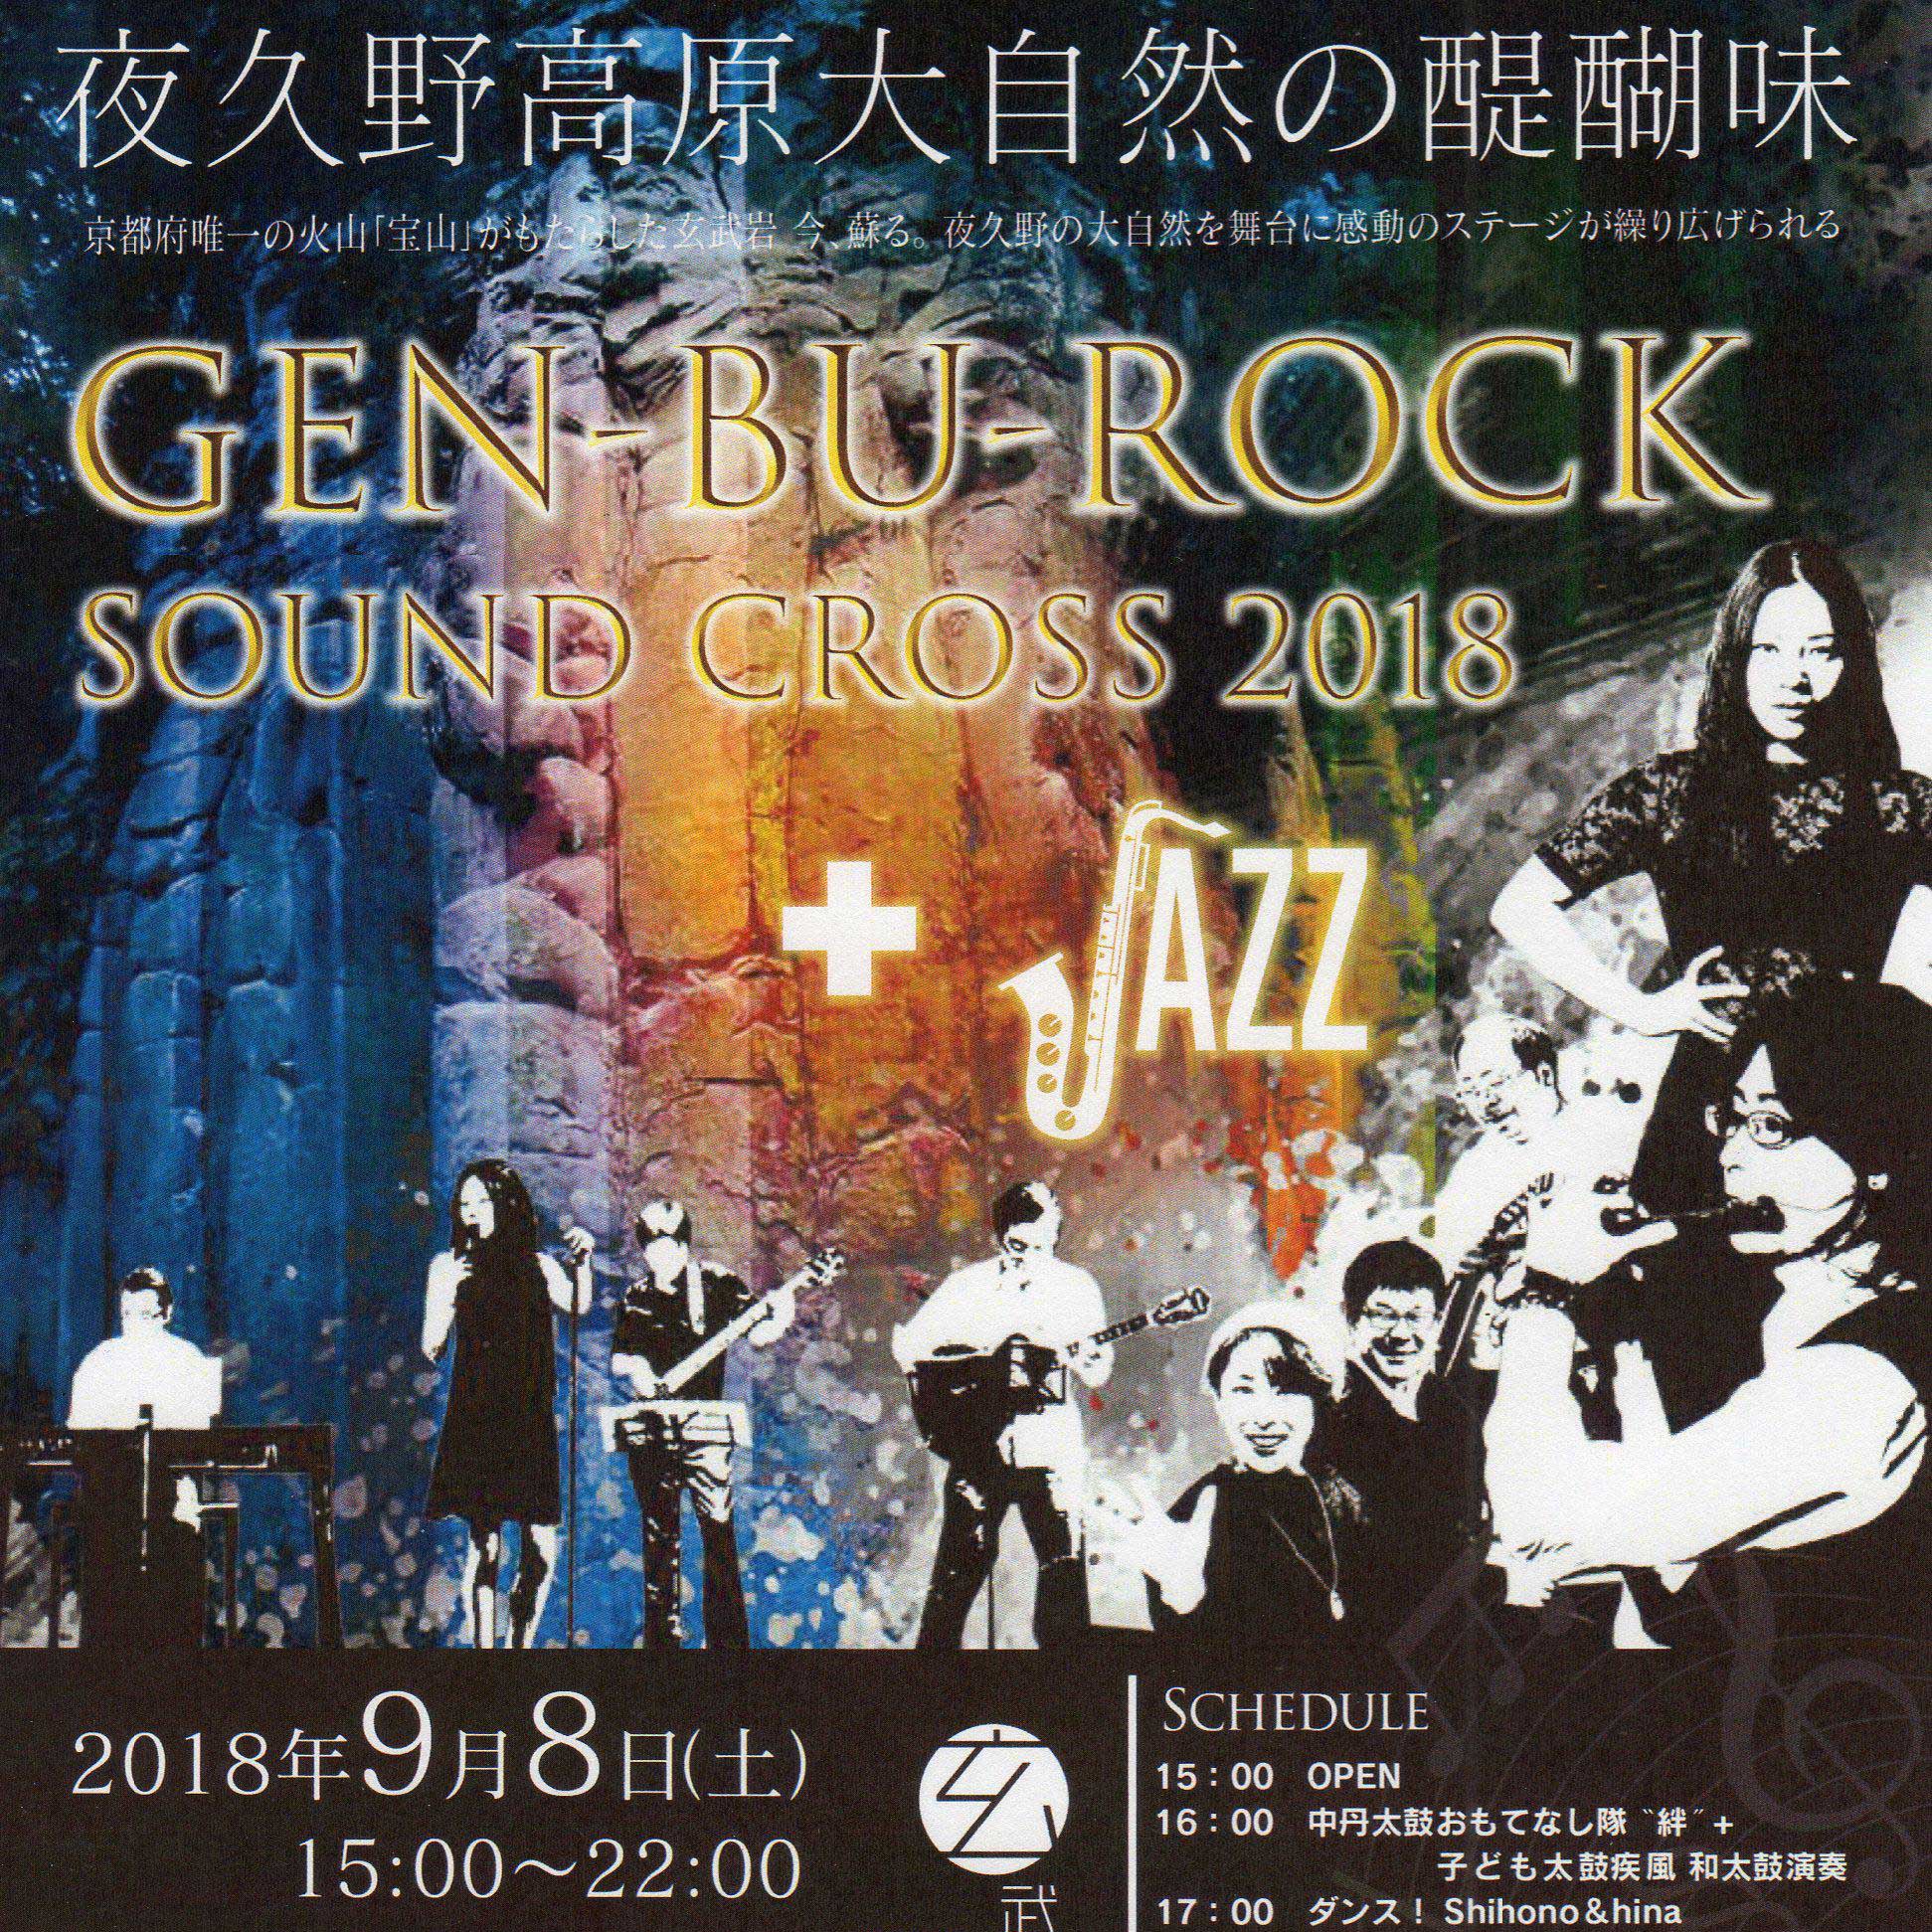 夜久野高原大自然の醍醐味
京都府唯一の火山「宝山」がもたらした玄武岩 今、蘇る。夜久野の大自然を舞台に感動のステージが繰り広げられる
GEN-BU-ROCK
SOUND CROSS 2018
+ JAZZ
2018年9月8日(土)
15:00～22:00
玄
武
SCHEDULE
15：00 OPEN
16：00 中丹太鼓おもてなし隊〝絆〟+
子ども太鼓疾風 和太鼓演奏
17：00 ダンス！Shihono＆hina